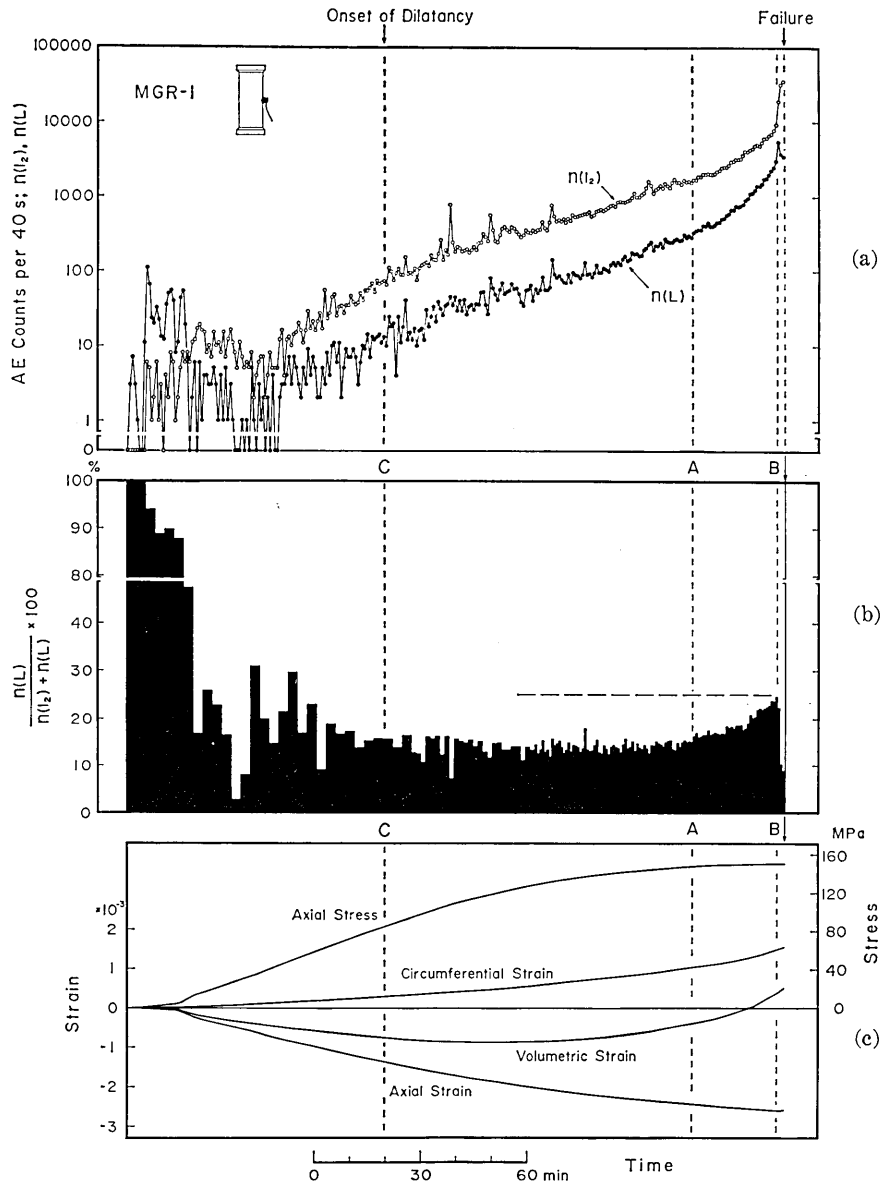 Onset of Dilatancy
Failure
100000
10000
1000
100
10
1
0
AE Counts per 40 s; n(I₂), n(L)
MGR-1
n(I₂)
n(L)
(a)
%
C
A
B
100
90
80
30
20
10
0
n(L)
n(I₂) + n(L)
× 100
(b)
C
A
B
MPa
×10⁻³
2
1
0
-1
-2
-3
Strain
160
120
80
40
0
Stress
Axial Stress
Circumferential Strain
Volumetric Strain
Axial Strain
(c)
0
30
60 min
Time